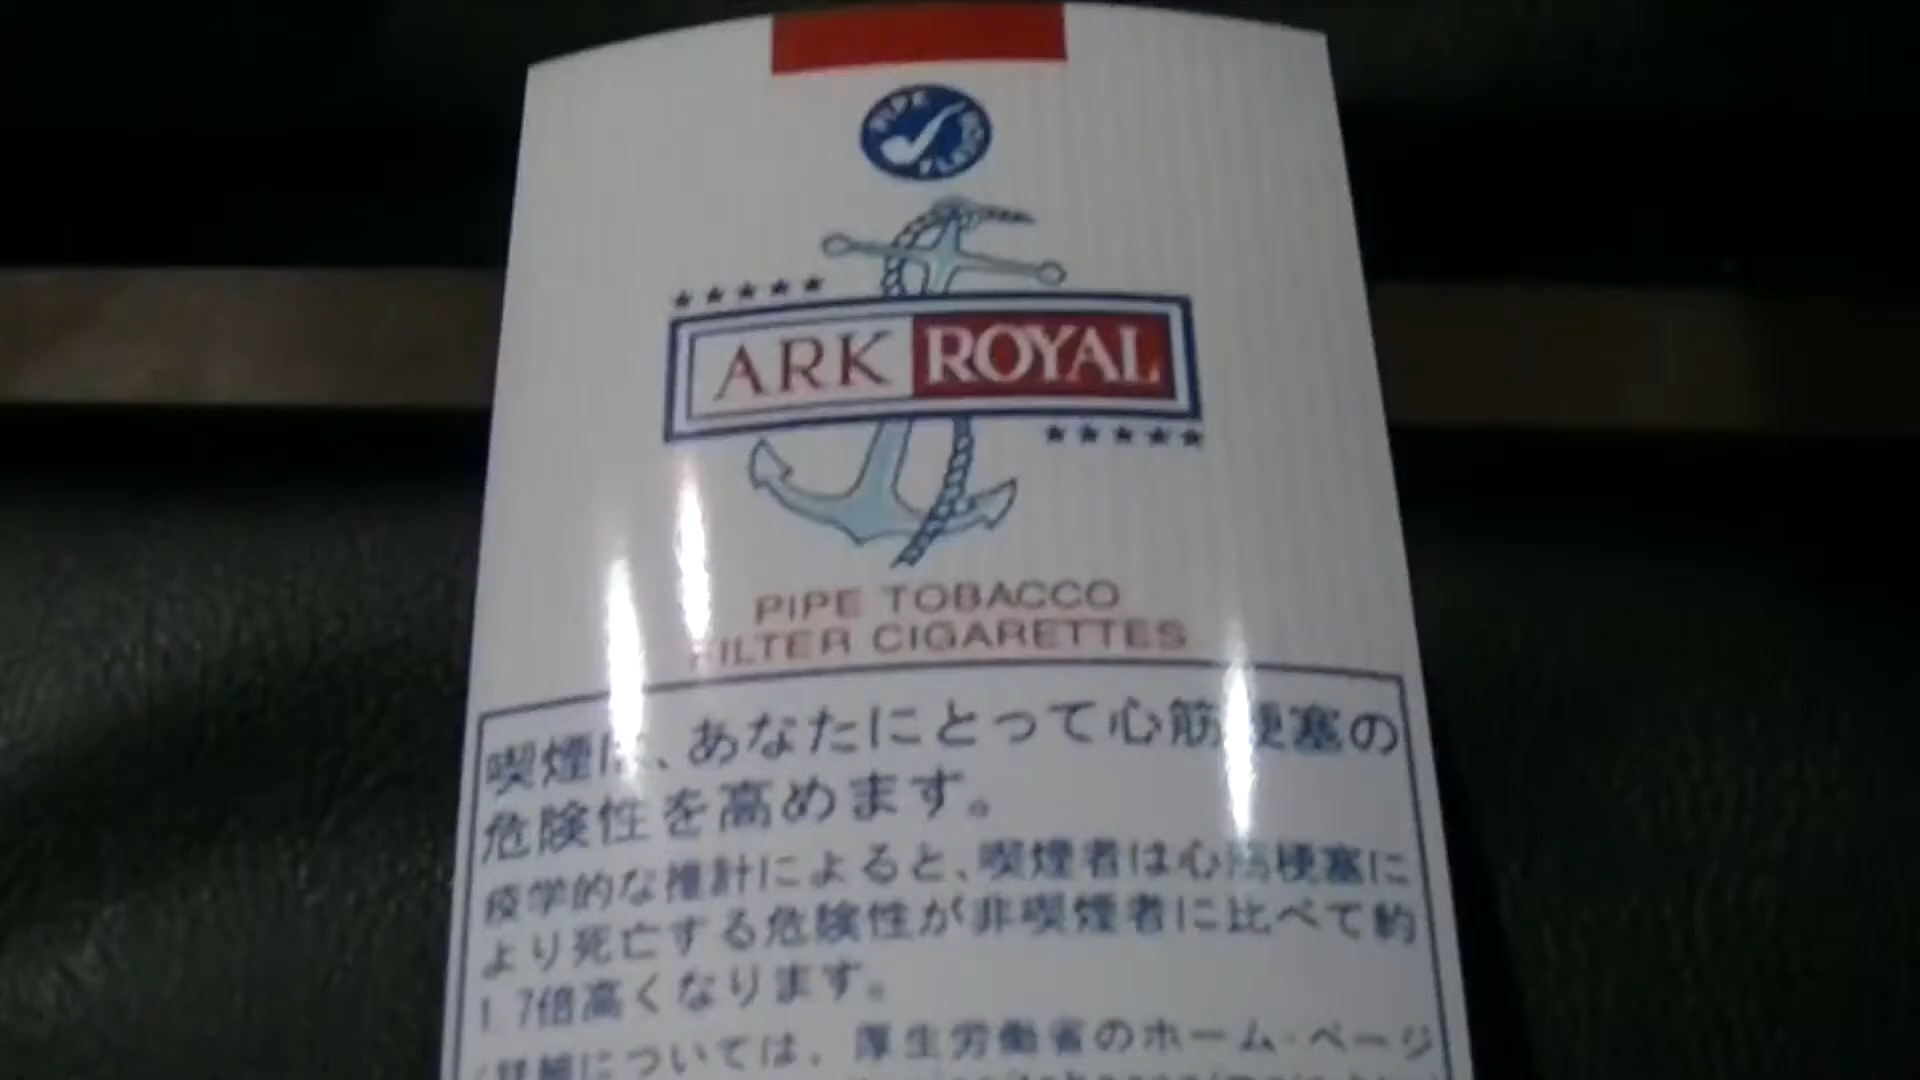 PIPE
ARK ROYAL
PIPE TOBACCO
FILTER CIGARETTES
喫煙は、あなたにとって心筋梗塞の
危険性を高めます。
疫学的な推計によると、喫煙者は心筋梗塞に
より死亡する危険性が非喫煙者に比べて約
1.7倍高くなります。
(詳細については、厚生労働省のホーム・ページ